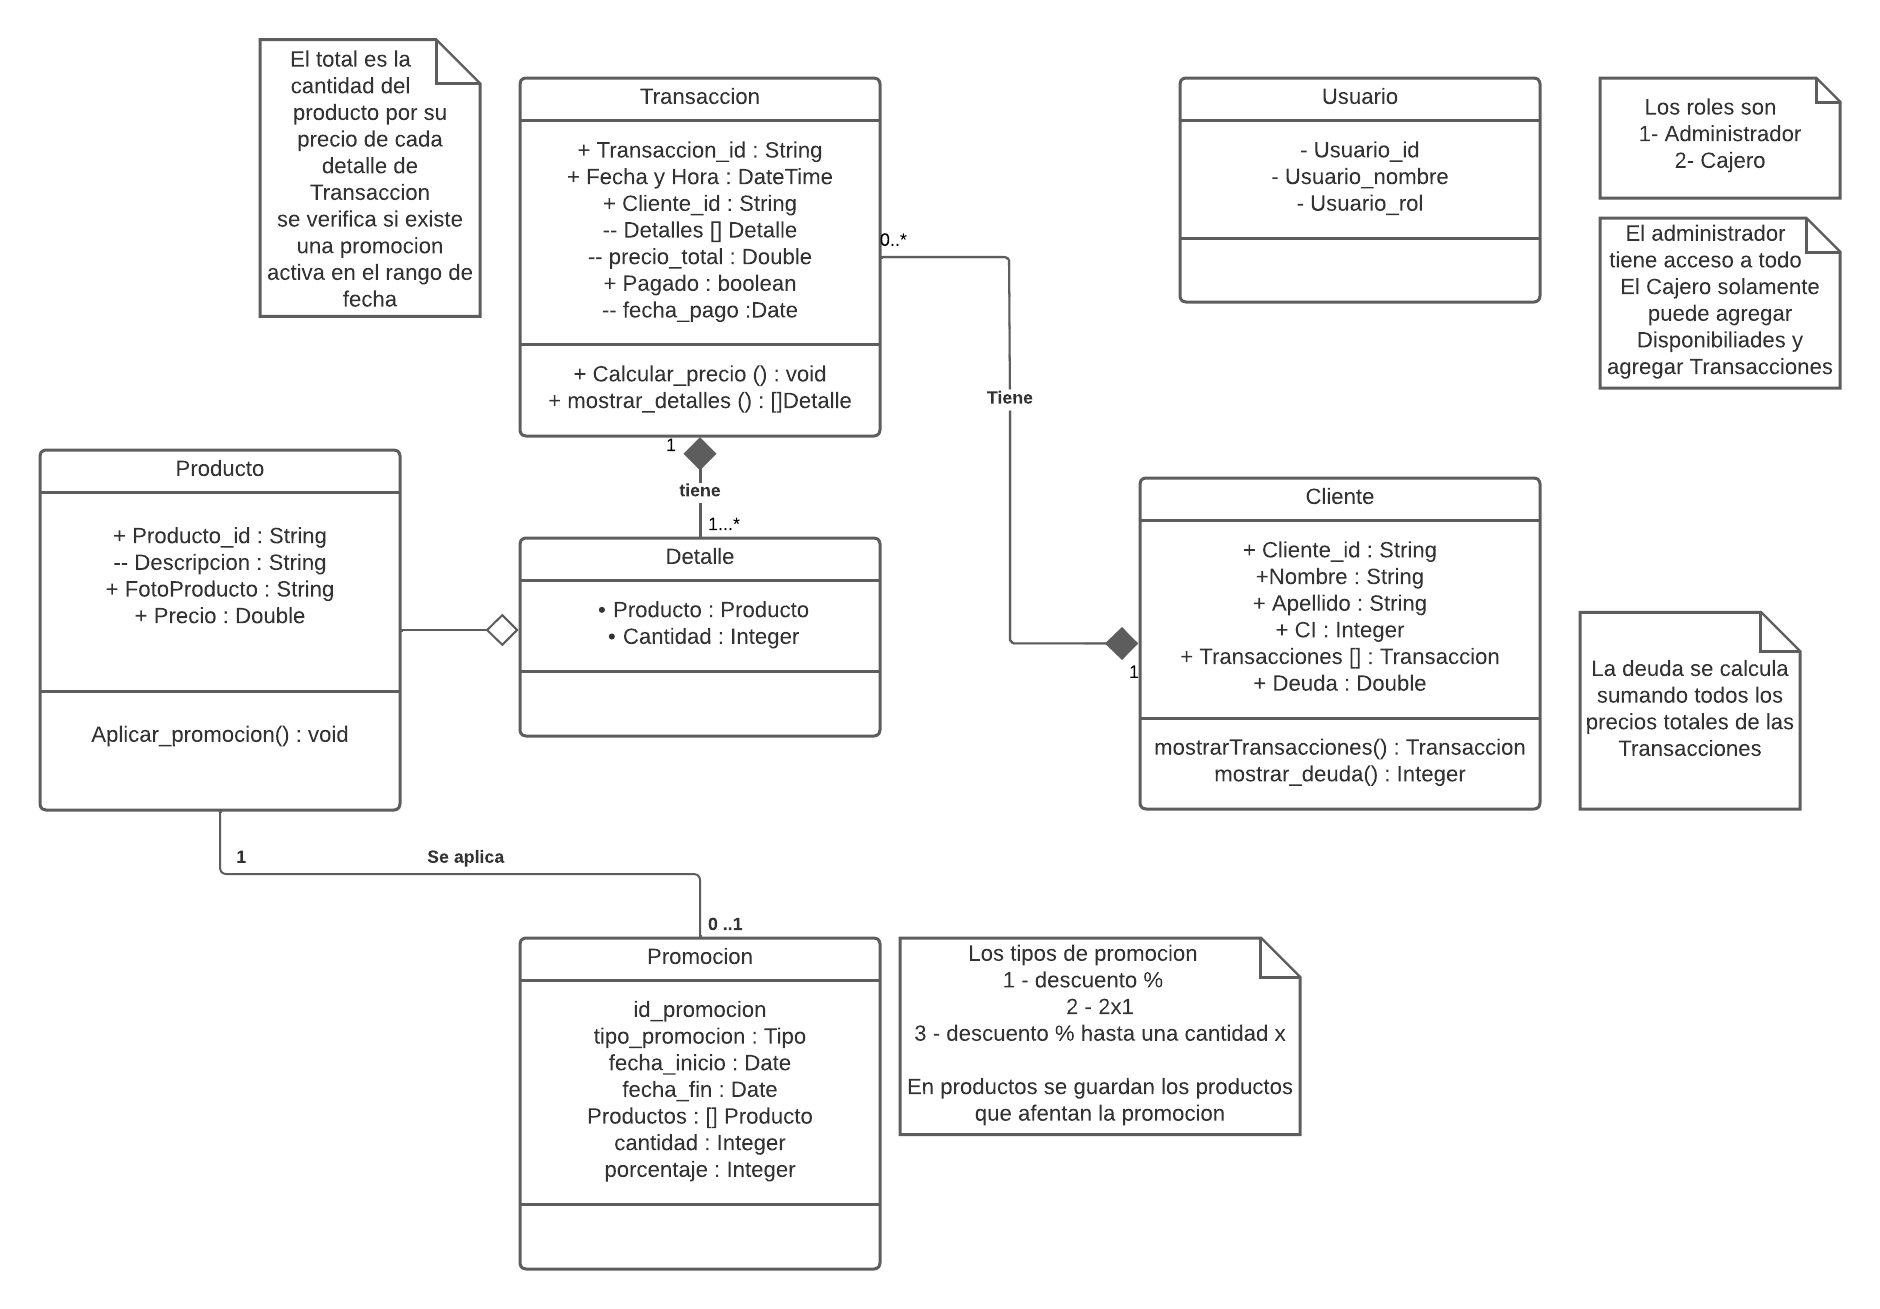 El total es la
cantidad del
producto por su
precio de cada
detalle de
Transaccion
se verifica si existe
una promocion
activa en el rango de
fecha
Transaccion
+ Transaccion_id : String
+ Fecha y Hora : DateTime
+ Cliente_id : String
-- Detalles [] Detalle
-- precio_total : Double
+ Pagado : boolean
-- fecha_pago :Date
+ Calcular_precio () : void
+ mostrar_detalles () : []Detalle
Usuario
- Usuario_id
- Usuario_nombre
- Usuario_rol
Los roles son
1- Administrador
2- Cajero
El administrador
tiene acceso a todo
El Cajero solamente
puede agregar
Disponibiliades y
agregar Transacciones
0..*
Tiene
1
1
tiene
1...*
Producto
+ Producto_id : String
-- Descripcion : String
+ FotoProducto : String
+ Precio : Double
Aplicar_promocion() : void
Detalle
• Producto : Producto
• Cantidad : Integer
Cliente
+ Cliente_id : String
+Nombre : String
+ Apellido : String
+ CI : Integer
+ Transacciones [] : Transaccion
+ Deuda : Double
mostrarTransacciones() : Transaccion
mostrar_deuda() : Integer
La deuda se calcula
sumando todos los
precios totales de las
Transacciones
1
Se aplica
0 ..1
Promocion
id_promocion
tipo_promocion : Tipo
fecha_inicio : Date
fecha_fin : Date
Productos : [] Producto
cantidad : Integer
porcentaje : Integer
Los tipos de promocion
1 - descuento %
2 - 2x1
3 - descuento % hasta una cantidad x
En productos se guardan los productos
que afentan la promocion